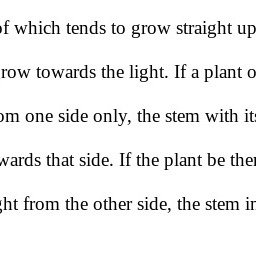 of which tends to grow straight up
row towards the light. If a plant o
om one side only, the stem with its
wards that side. If the plant be the
ght from the other side, the stem in